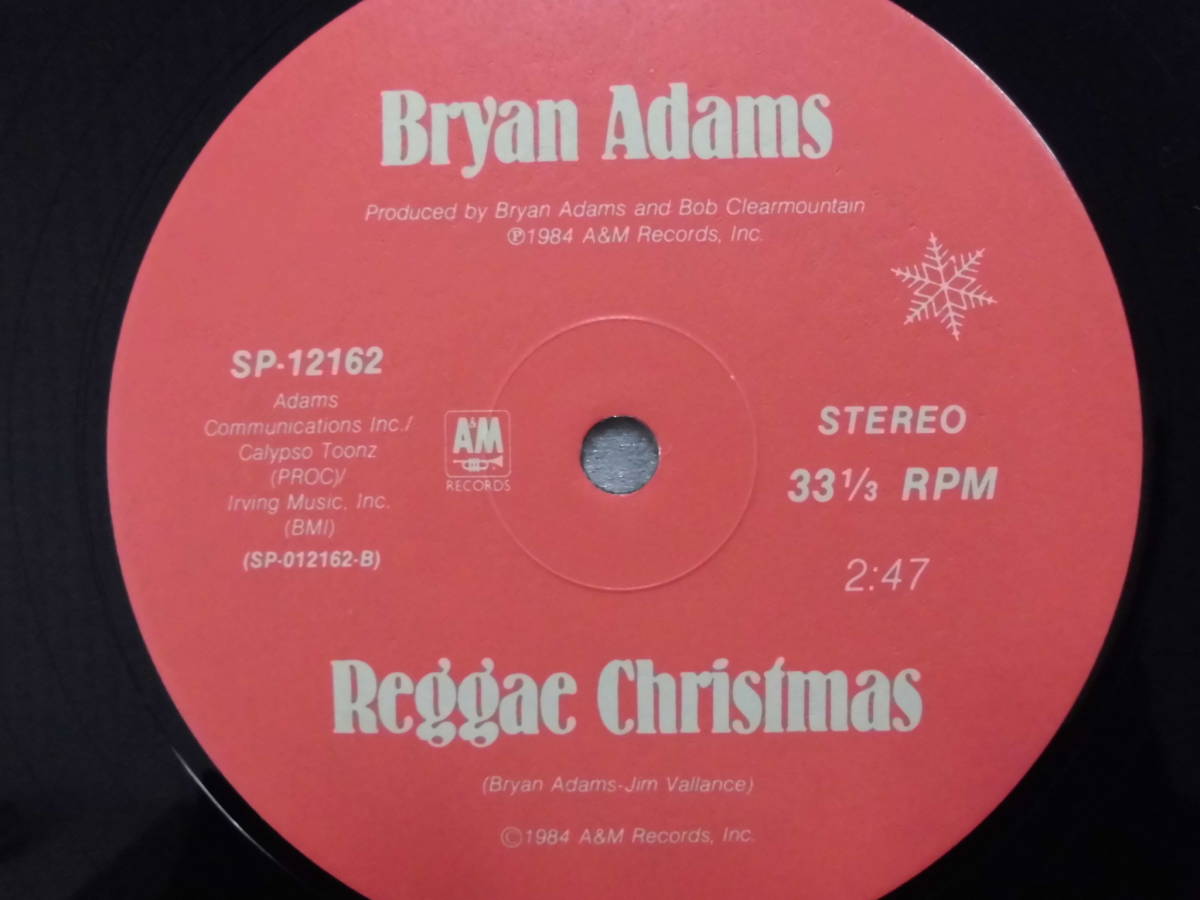 Bryan Adams
Produced by Bryan Adams and Bob Clearmountain
℗1984 A&M Records, Inc.
SP-12162
Adams
Communications Inc./
Calypso Toonz
(PROC)/
Irving Music, Inc.
(BMI)
(SP-012162-B)
A&M
RECORDS
STEREO
33 1/3 RPM
2:47
Reggae Christmas
(Bryan Adams-Jim Vallance)
©1984 A&M Records, Inc.